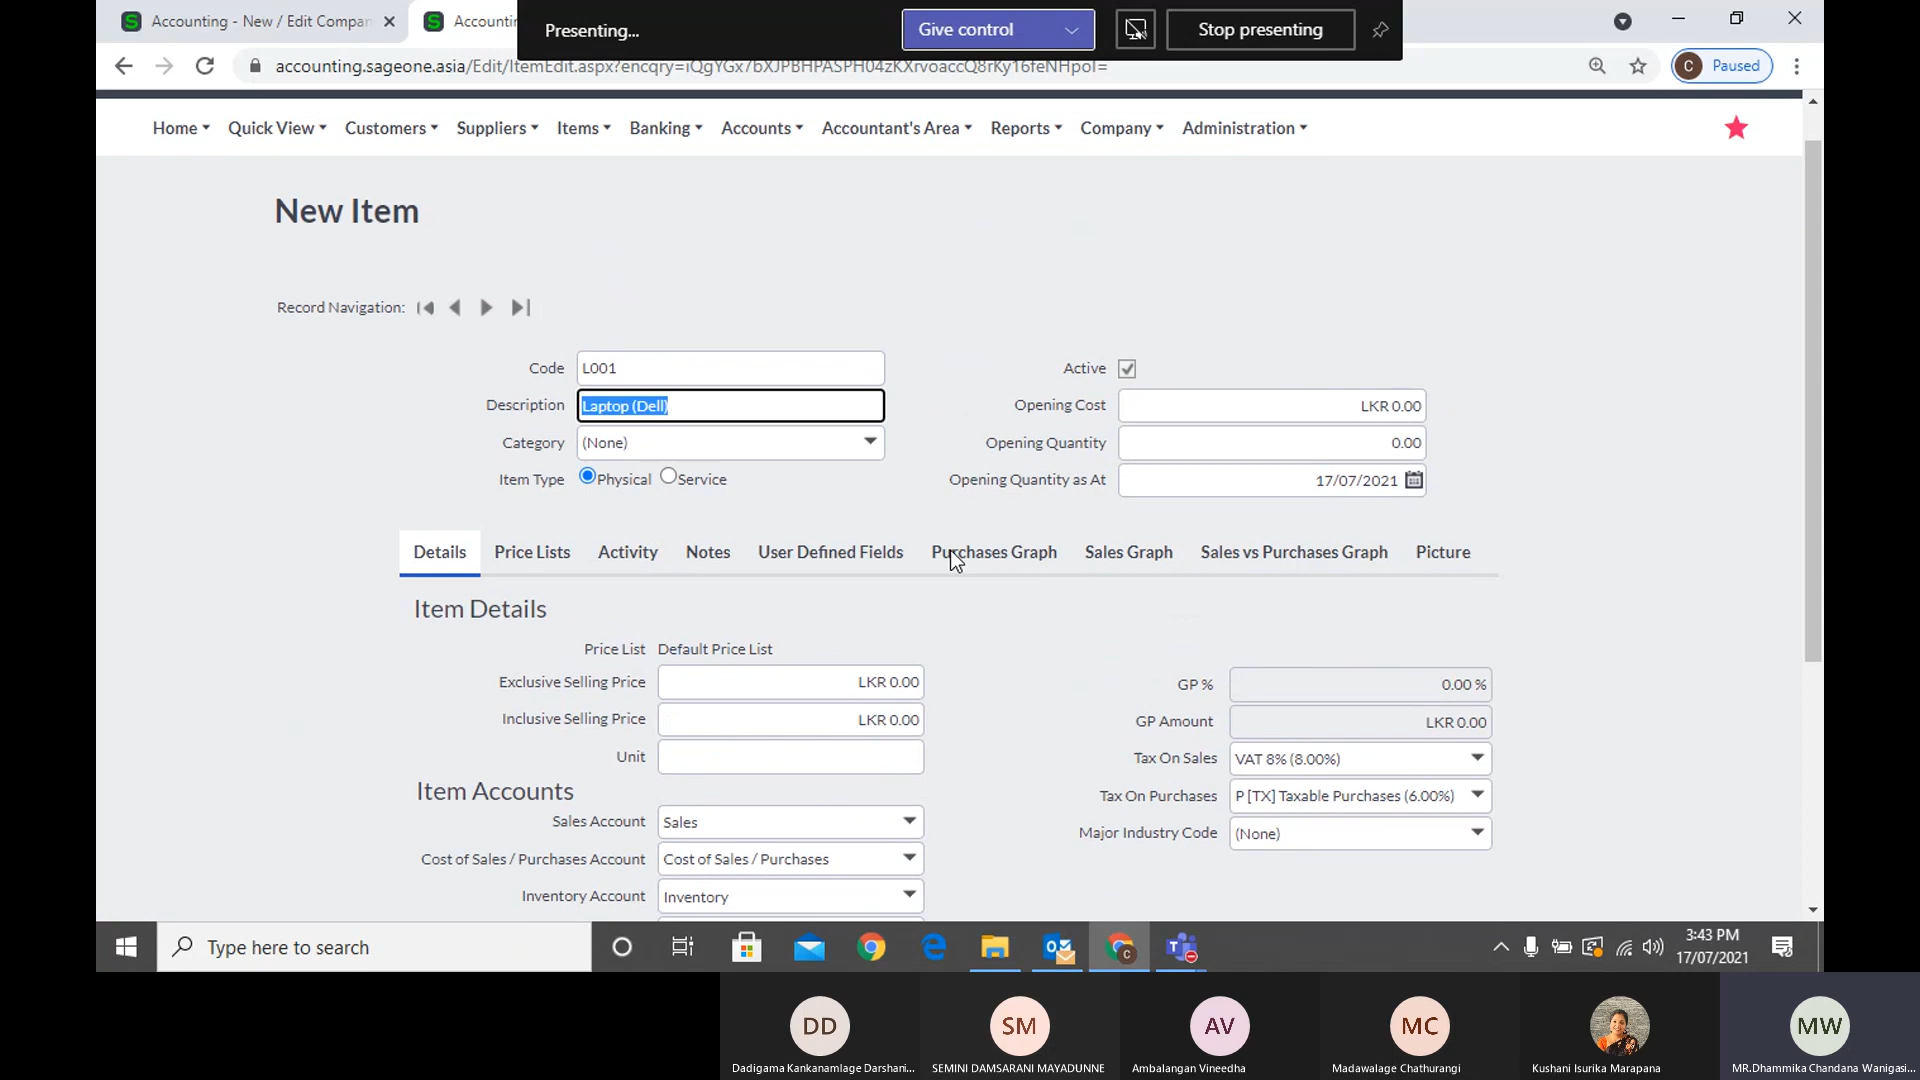 Accounting - New / Edit Compan
Accountin
Presenting...
Give control
Stop presenting
accounting.sageone.asia/Edit/ItemEdit.aspx?encqry=
Paused
Home
Quick View
Customers
Suppliers
Items
Banking
Accounts
Accountant's Area
Reports
Company
Administration
New Item
Record Navigation:
Code L001
Active
Description Laptop (Dell)
Opening Cost LKR 0.00
Category (None)
Opening Quantity 0.00
Item Type Physical Service
Opening Quantity as At 17/07/2021
Details Price Lists Activity Notes User Defined Fields Purchases Graph Sales Graph Sales vs Purchases Graph Picture
Item Details
Price List Default Price List
Exclusive Selling Price LKR 0.00
GP % 0.00 %
Inclusive Selling Price LKR 0.00
GP Amount LKR 0.00
Unit
Tax On Sales VAT 8% (8.00%)
Item Accounts
Tax On Purchases P [TX] Taxable Purchases (6.00%)
Sales Account Sales
Major Industry Code (None)
Cost of Sales / Purchases Account Cost of Sales / Purchases
Inventory Account Inventory
Type here to search
3:43 PM
17/07/2021
DD
SM
AV
MC
MW
Dadigama Kankanamlage Darshani...
SEMINI DAMSARANI MAYADUNNE
Ambalangan Vineedha
Madawalage Chathurangi
Kushani Isurika Marapana
MR.Dhammika Chandana Wanigasi...